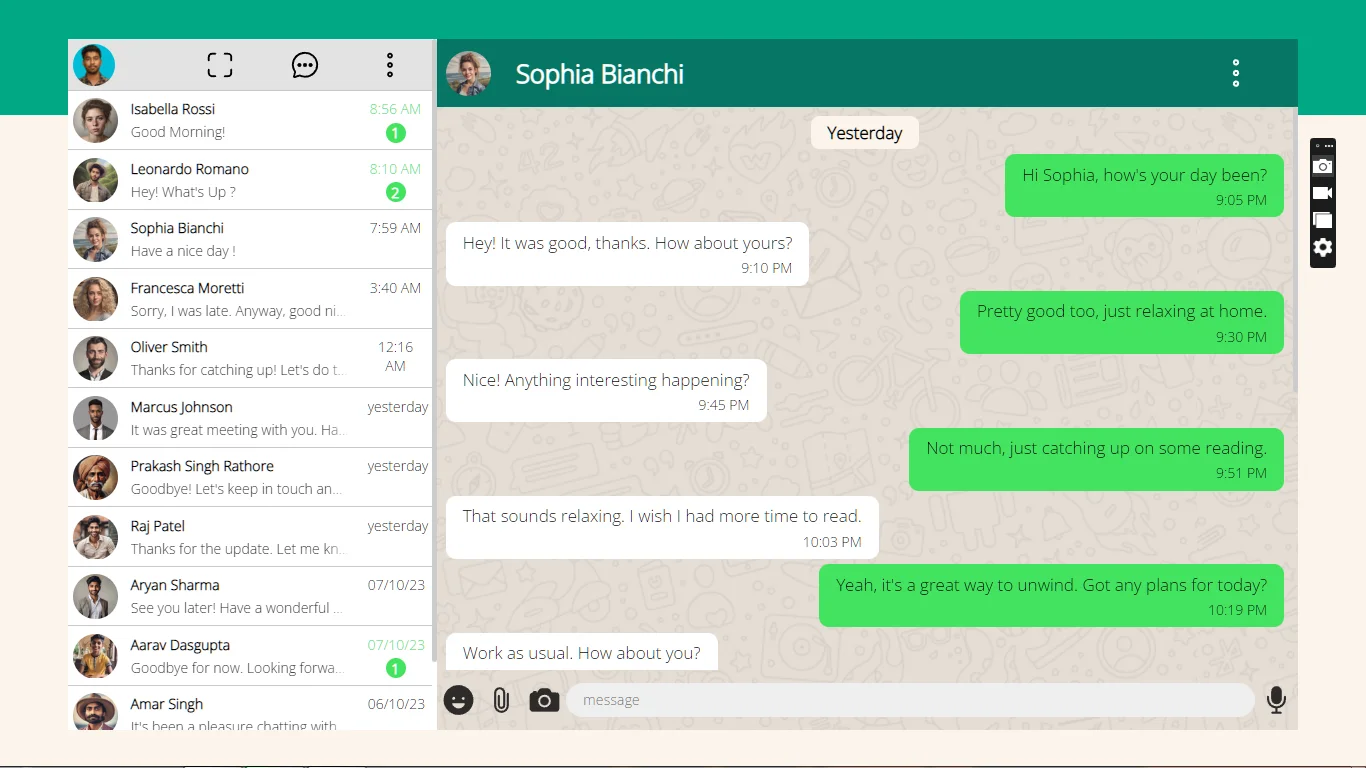 Isabella Rossi
8:56 AM
Good Morning!
1
Leonardo Romano
8:10 AM
Hey! What's Up ?
2
Sophia Bianchi
7:59 AM
Have a nice day !
Francesca Moretti
3:40 AM
Sorry, I was late. Anyway, good ni...
Oliver Smith
12:16
AM
Thanks for catching up! Let's do t...
Marcus Johnson
yesterday
It was great meeting with you. Ha...
Prakash Singh Rathore
yesterday
Goodbye! Let's keep in touch an...
Raj Patel
yesterday
Thanks for the update. Let me kn...
Aryan Sharma
07/10/23
See you later! Have a wonderful ...
Aarav Dasgupta
07/10/23
Goodbye for now. Looking forwa...
1
Amar Singh
06/10/23
It's been a pleasure chatting with
Sophia Bianchi
Yesterday
Hi Sophia, how's your day been?
9:05 PM
Hey! It was good, thanks. How about yours?
9:10 PM
Pretty good too, just relaxing at home.
9:30 PM
Nice! Anything interesting happening?
9:45 PM
Not much, just catching up on some reading.
9:51 PM
That sounds relaxing. I wish I had more time to read.
10:03 PM
Yeah, it's a great way to unwind. Got any plans for today?
10:19 PM
Work as usual. How about you?
message